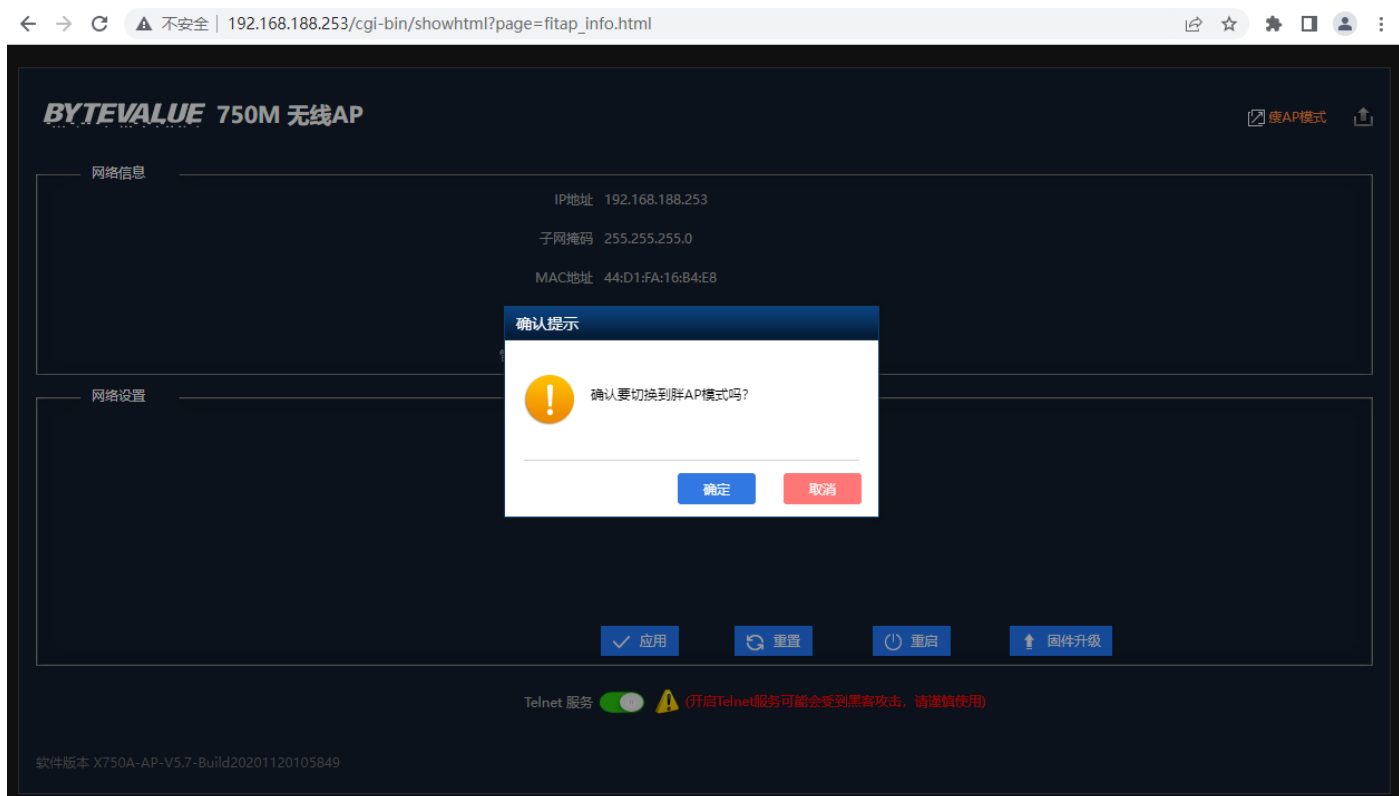 不安全 192.168.188.253/cgi-bin/showhtml?page=fitap_info.html
BYTEVALUE 750M 无线AP
瘦AP模式
网络信息
IP地址 192.168.188.253
子网掩码 255.255.255.0
MAC地址 44:D1:FA:16:B4:E8
确认提示
确认要切换到胖AP模式吗?
确定 取消
网络设置
应用 重置 重启 固件升级
Telnet 服务 (开启Telnet服务可能会受到黑客攻击，请谨慎使用)
软件版本 X750A-AP-V5.7-Build20201120105849